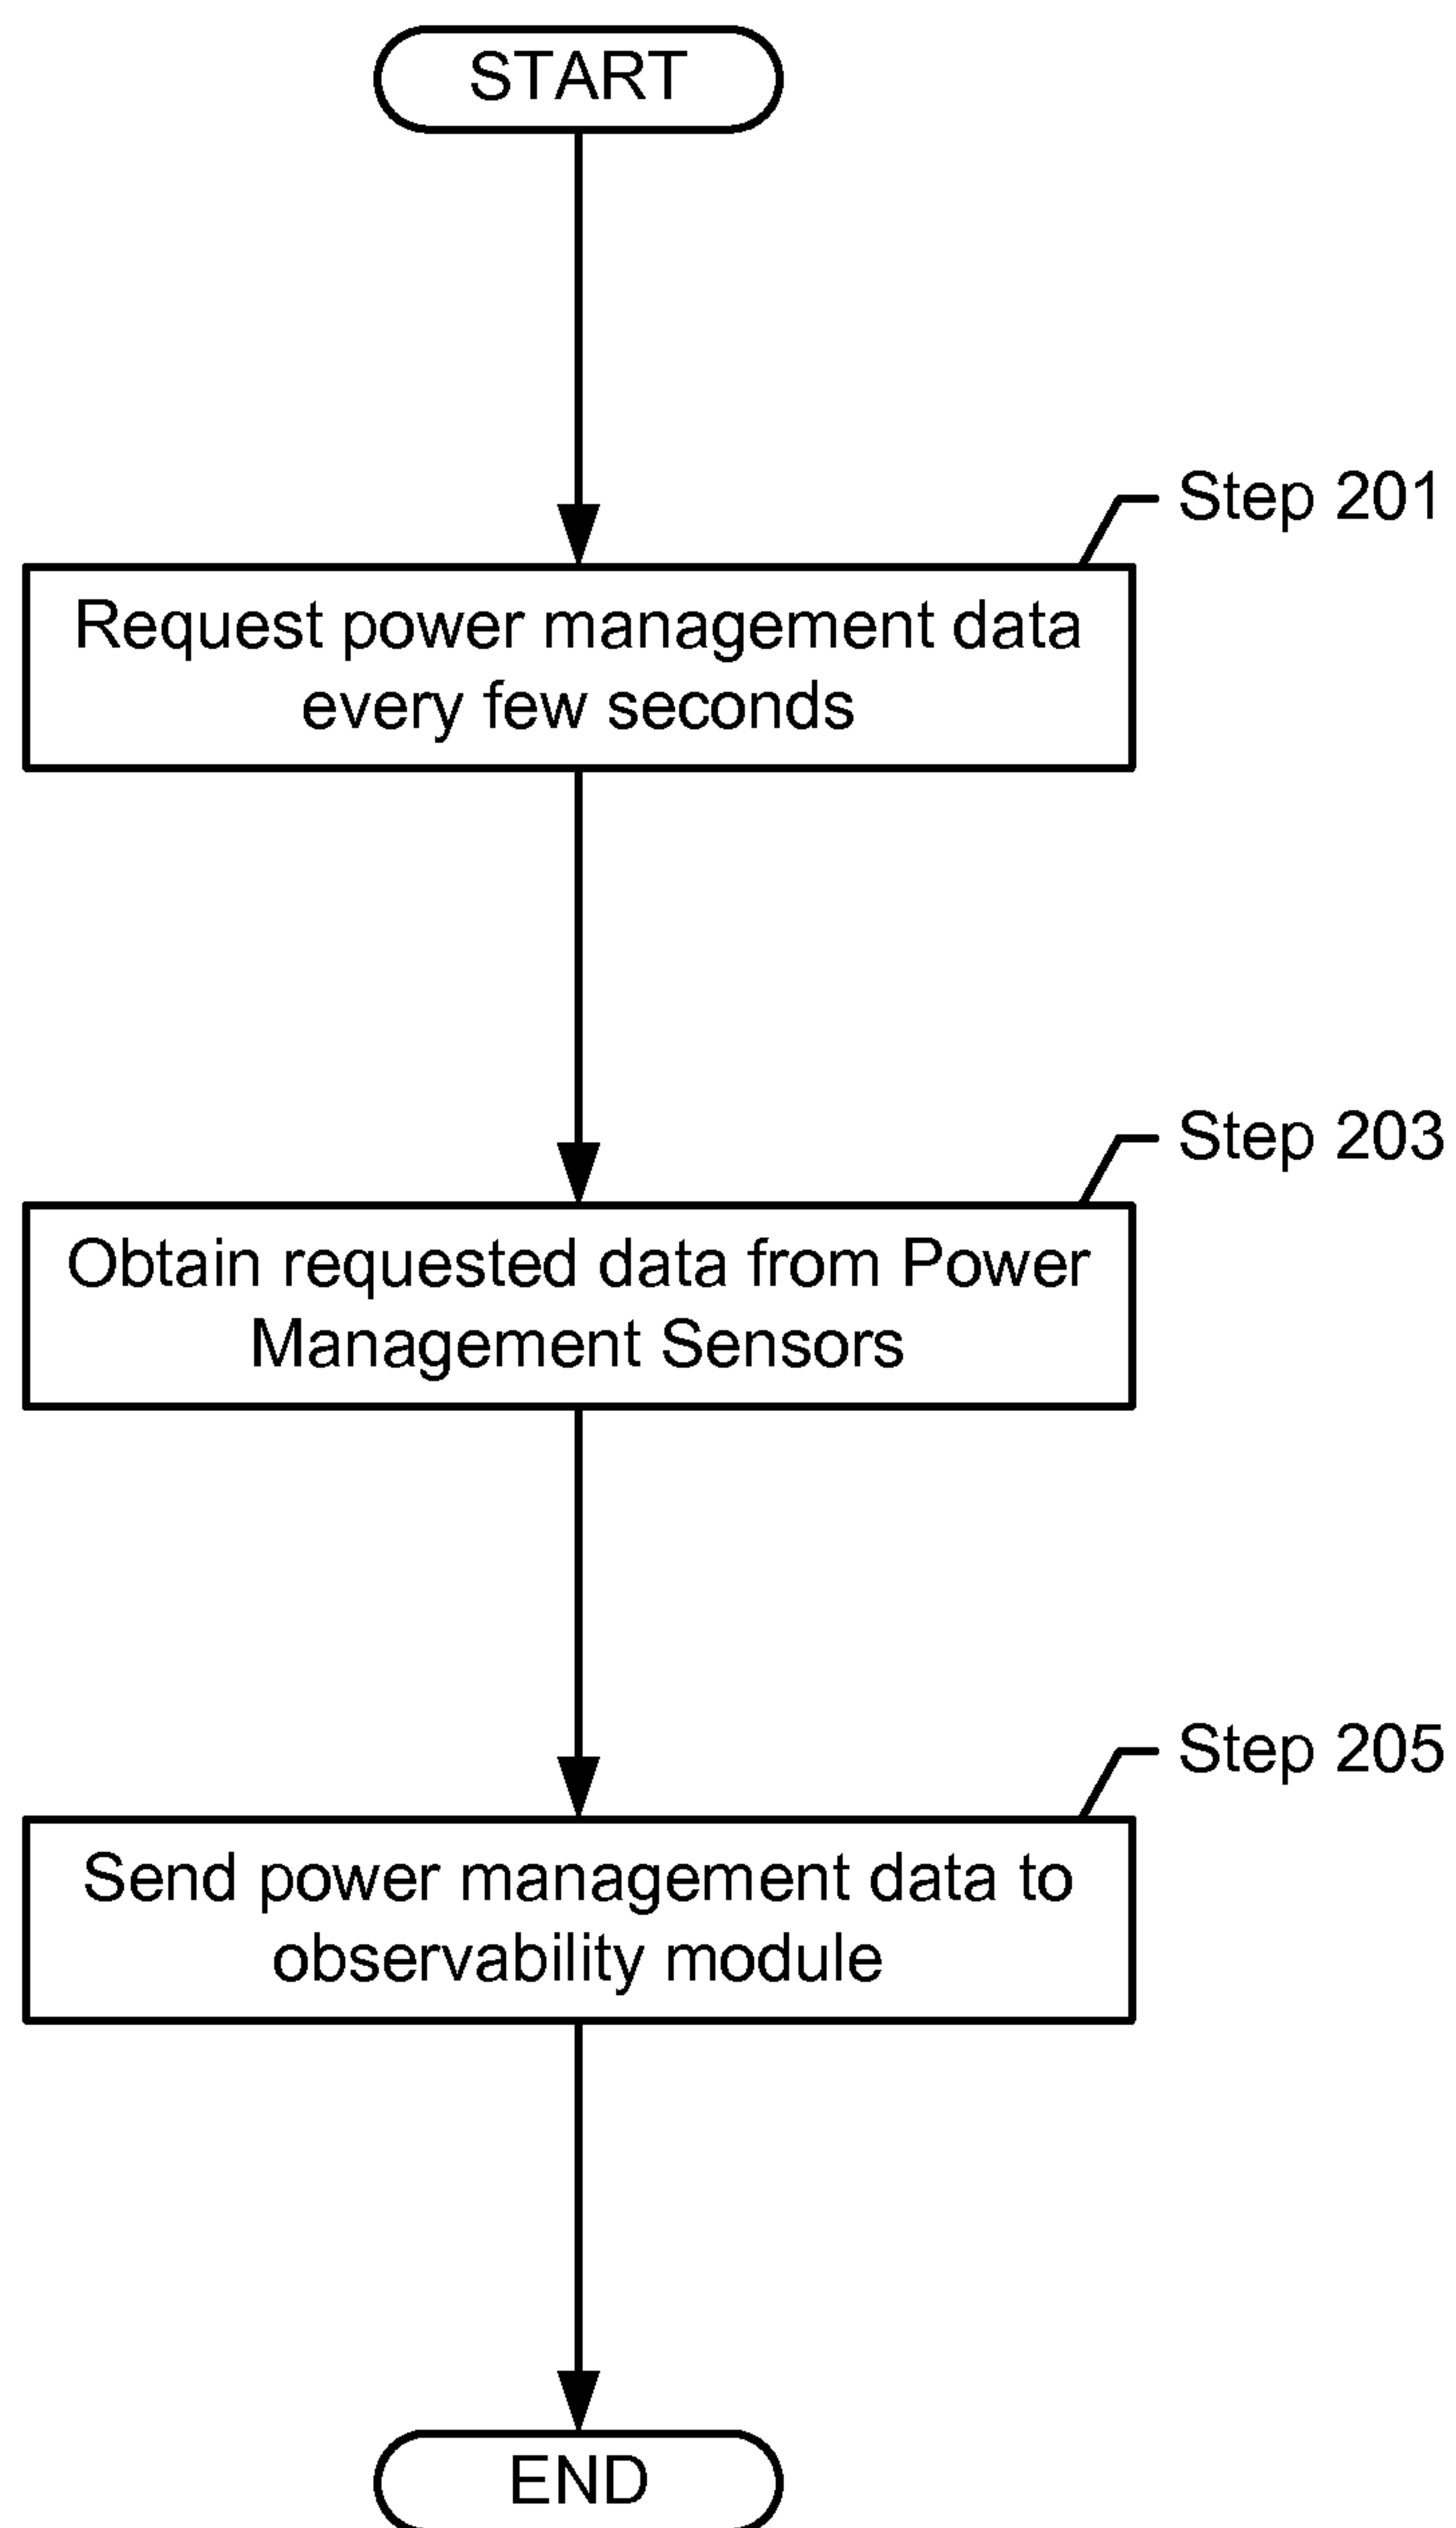 START
Step 201
Request power management data
every few seconds
Step 203
Obtain requested data from Power
Management Sensors
Step 205
Send power management data to
observability module
END